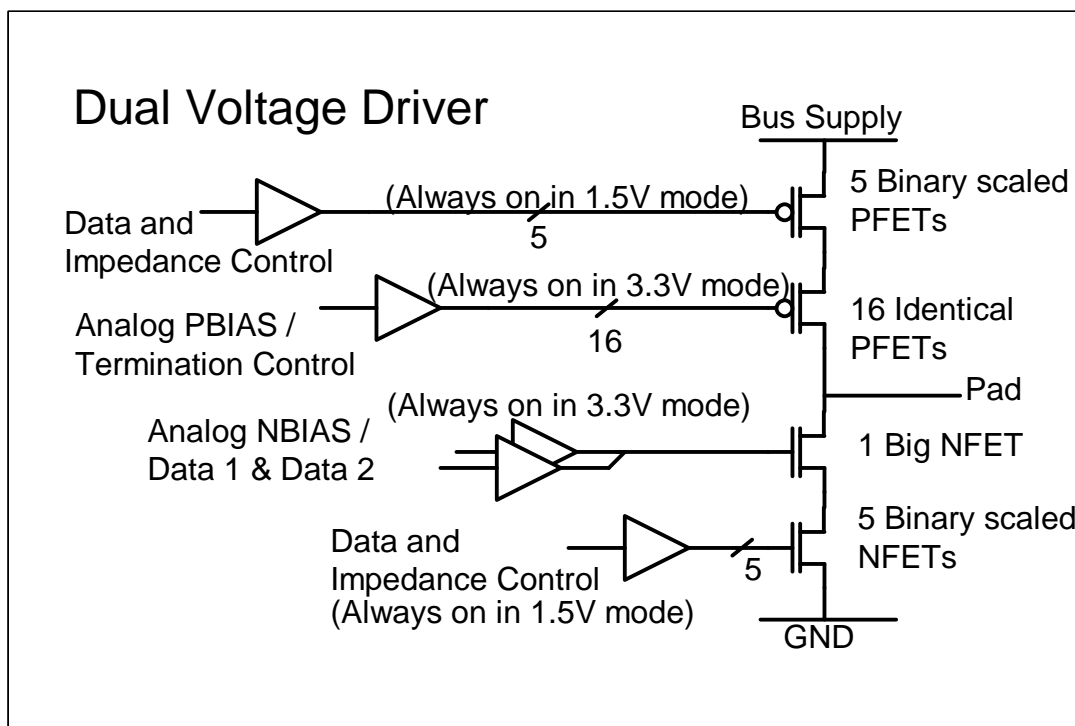 Dual Voltage Driver
Bus Supply
(Always on in 1.5V mode)
5 Binary scaled
PFETs
Data and
Impedance Control
5
(Always on in 3.3V mode)
16 Identical
PFETs
Analog PBIAS /
Termination Control
16
Pad
(Always on in 3.3V mode)
Analog NBIAS /
Data 1 & Data 2
1 Big NFET
5 Binary scaled
NFETs
Data and
Impedance Control
(Always on in 1.5V mode)
5
GND